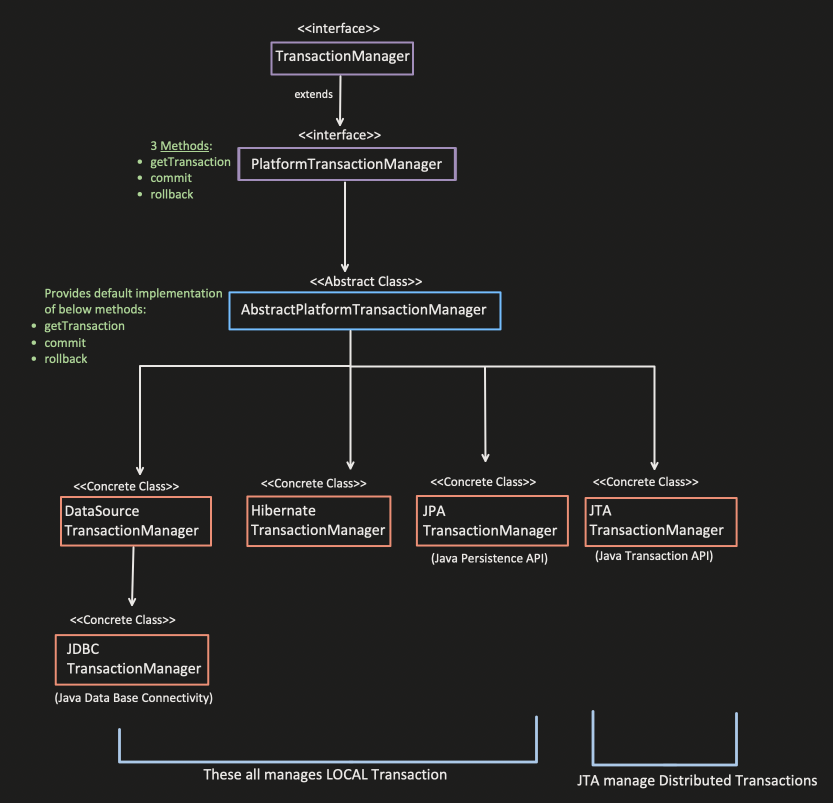 <<interface>>
TransactionManager
extends
<<interface>>
3 Methods:
• getTransaction
• commit
• rollback
PlatformTransactionManager
<<Abstract Class>>
Provides default implementation
of below methods:
• getTransaction
• commit
• rollback
AbstractPlatformTransactionManager
<<Concrete Class>>
DataSource
TransactionManager
<<Concrete Class>>
Hibernate
TransactionManager
<<Concrete Class>>
JPA
TransactionManager
(Java Persistence API)
<<Concrete Class>>
JTA
TransactionManager
(Java Transaction API)
<<Concrete Class>>
JDBC
TransactionManager
(Java Data Base Connectivity)
These all manages LOCAL Transaction
JTA manage Distributed Transactions